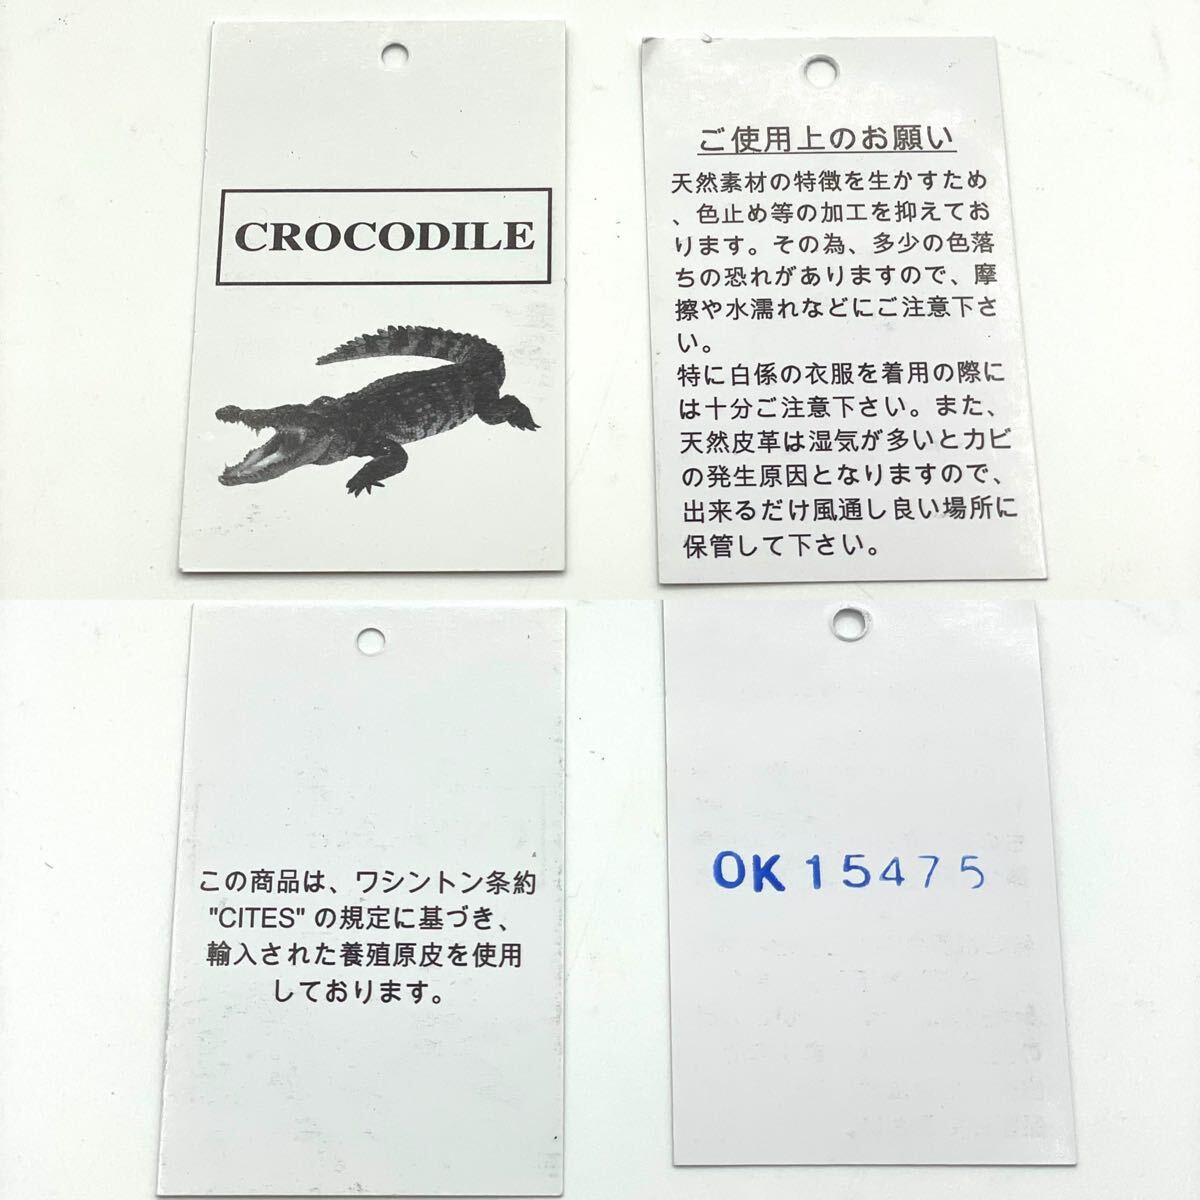 CROCODILE
ご使用上のお願い
天然素材の特徴を生かすため
、色止め等の加工を抑えてお
ります。その為、多少の色落
ちの恐れがありますので、摩
擦や水濡れなどにご注意下さ
い。
特に白係の衣服を着用の際に
は十分ご注意下さい。また、
天然皮革は湿気が多いとカビ
の発生原因となりますので、
出来るだけ風通し良い場所に
保管して下さい。
この商品は、ワシントン条約
"CITES" の規定に基づき、
輸入された養殖原皮を使用
しております。
OK 15475